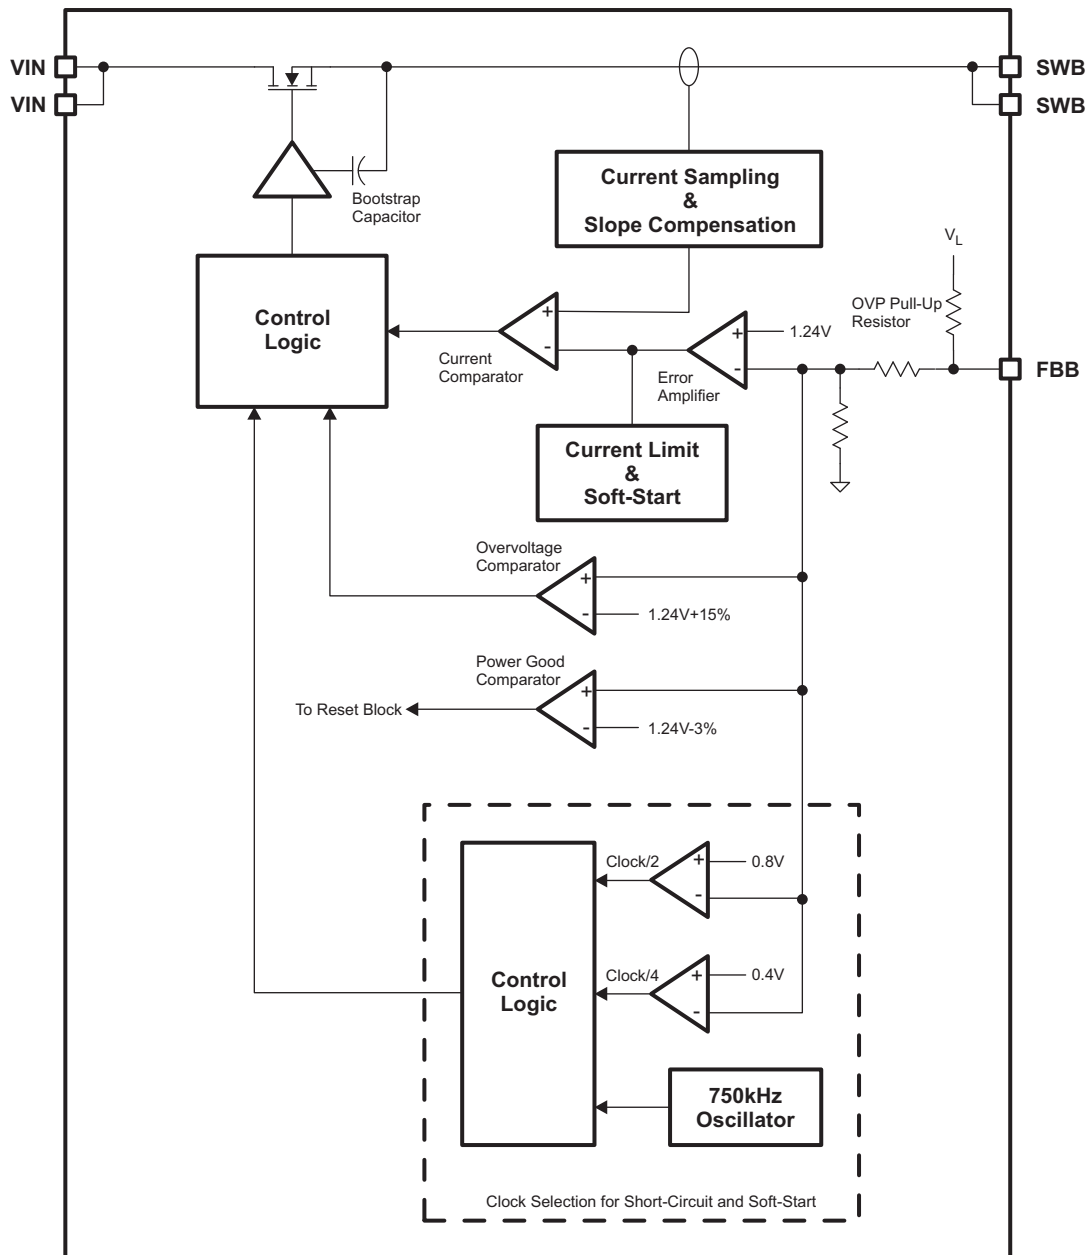 VIN
VIN
SWB
SWB
Bootstrap
Capacitor
Current Sampling
&
Slope Compensation
VL
OVP Pull-Up
Resistor
FBB
Control
Logic
+
-
Current
Comparator
+
-
1.24V
Error
Amplifier
Current Limit
&
Soft-Start
Overvoltage
Comparator
+
-
1.24V+15%
Power Good
Comparator
+
-
1.24V-3%
To Reset Block
Clock/2
+
-
0.8V
Control
Logic
Clock/4
+
-
0.4V
750kHz
Oscillator
Clock Selection for Short-Circuit and Soft-Start